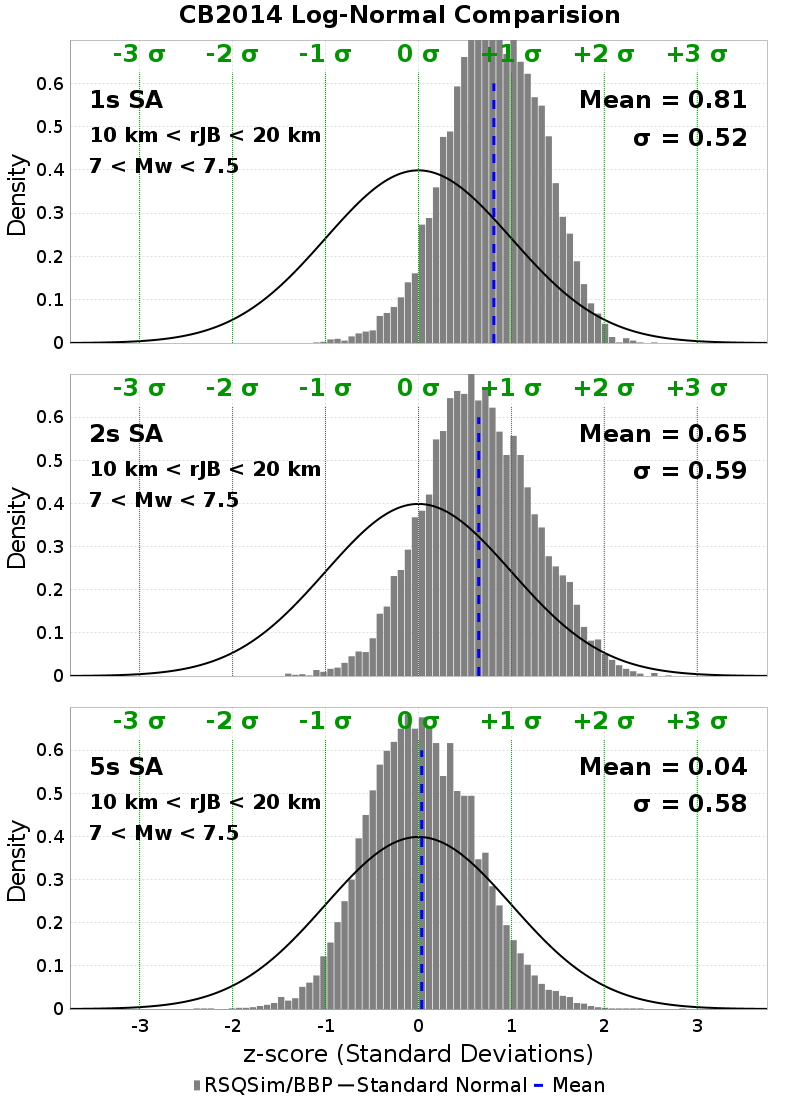 CB2014 Log-Normal Comparision
-3 σ -2 σ -1 σ 0 σ +1 σ +2 σ +3 σ
1s SA
10 km < rJB < 20 km
7 < Mw < 7.5
Mean = 0.81
σ = 0.52
Density
0.6
0.5
0.4
0.3
0.2
0.1
0
-3 σ -2 σ -1 σ 0 σ +1 σ +2 σ +3 σ
2s SA
10 km < rJB < 20 km
7 < Mw < 7.5
Mean = 0.65
σ = 0.59
Density
0.6
0.5
0.4
0.3
0.2
0.1
0
-3 σ -2 σ -1 σ 0 σ +1 σ +2 σ +3 σ
5s SA
10 km < rJB < 20 km
7 < Mw < 7.5
Mean = 0.04
σ = 0.58
Density
0.6
0.5
0.4
0.3
0.2
0.1
0
-3 -2 -1 0 1 2 3
z-score (Standard Deviations)
RSQSim/BBP Standard Normal Mean